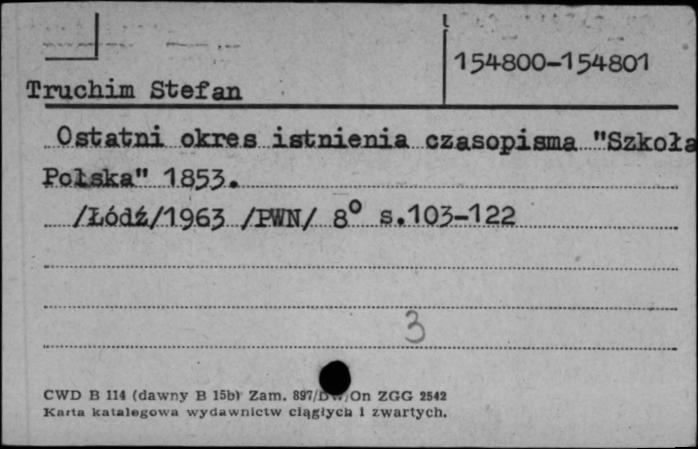 154800-154801
Truchim Stefan
Ostatni okres istnienia czasopisma "Szkoła
Polska" 1853.
/Łódź/1963 /PWN/ 8° s.103-122
3
CWD B 114 (dawny B 15b) Zam. 897/DW/On ZGG 2542
Karta katalogowa wydawnictw ciągłych i zwartych.